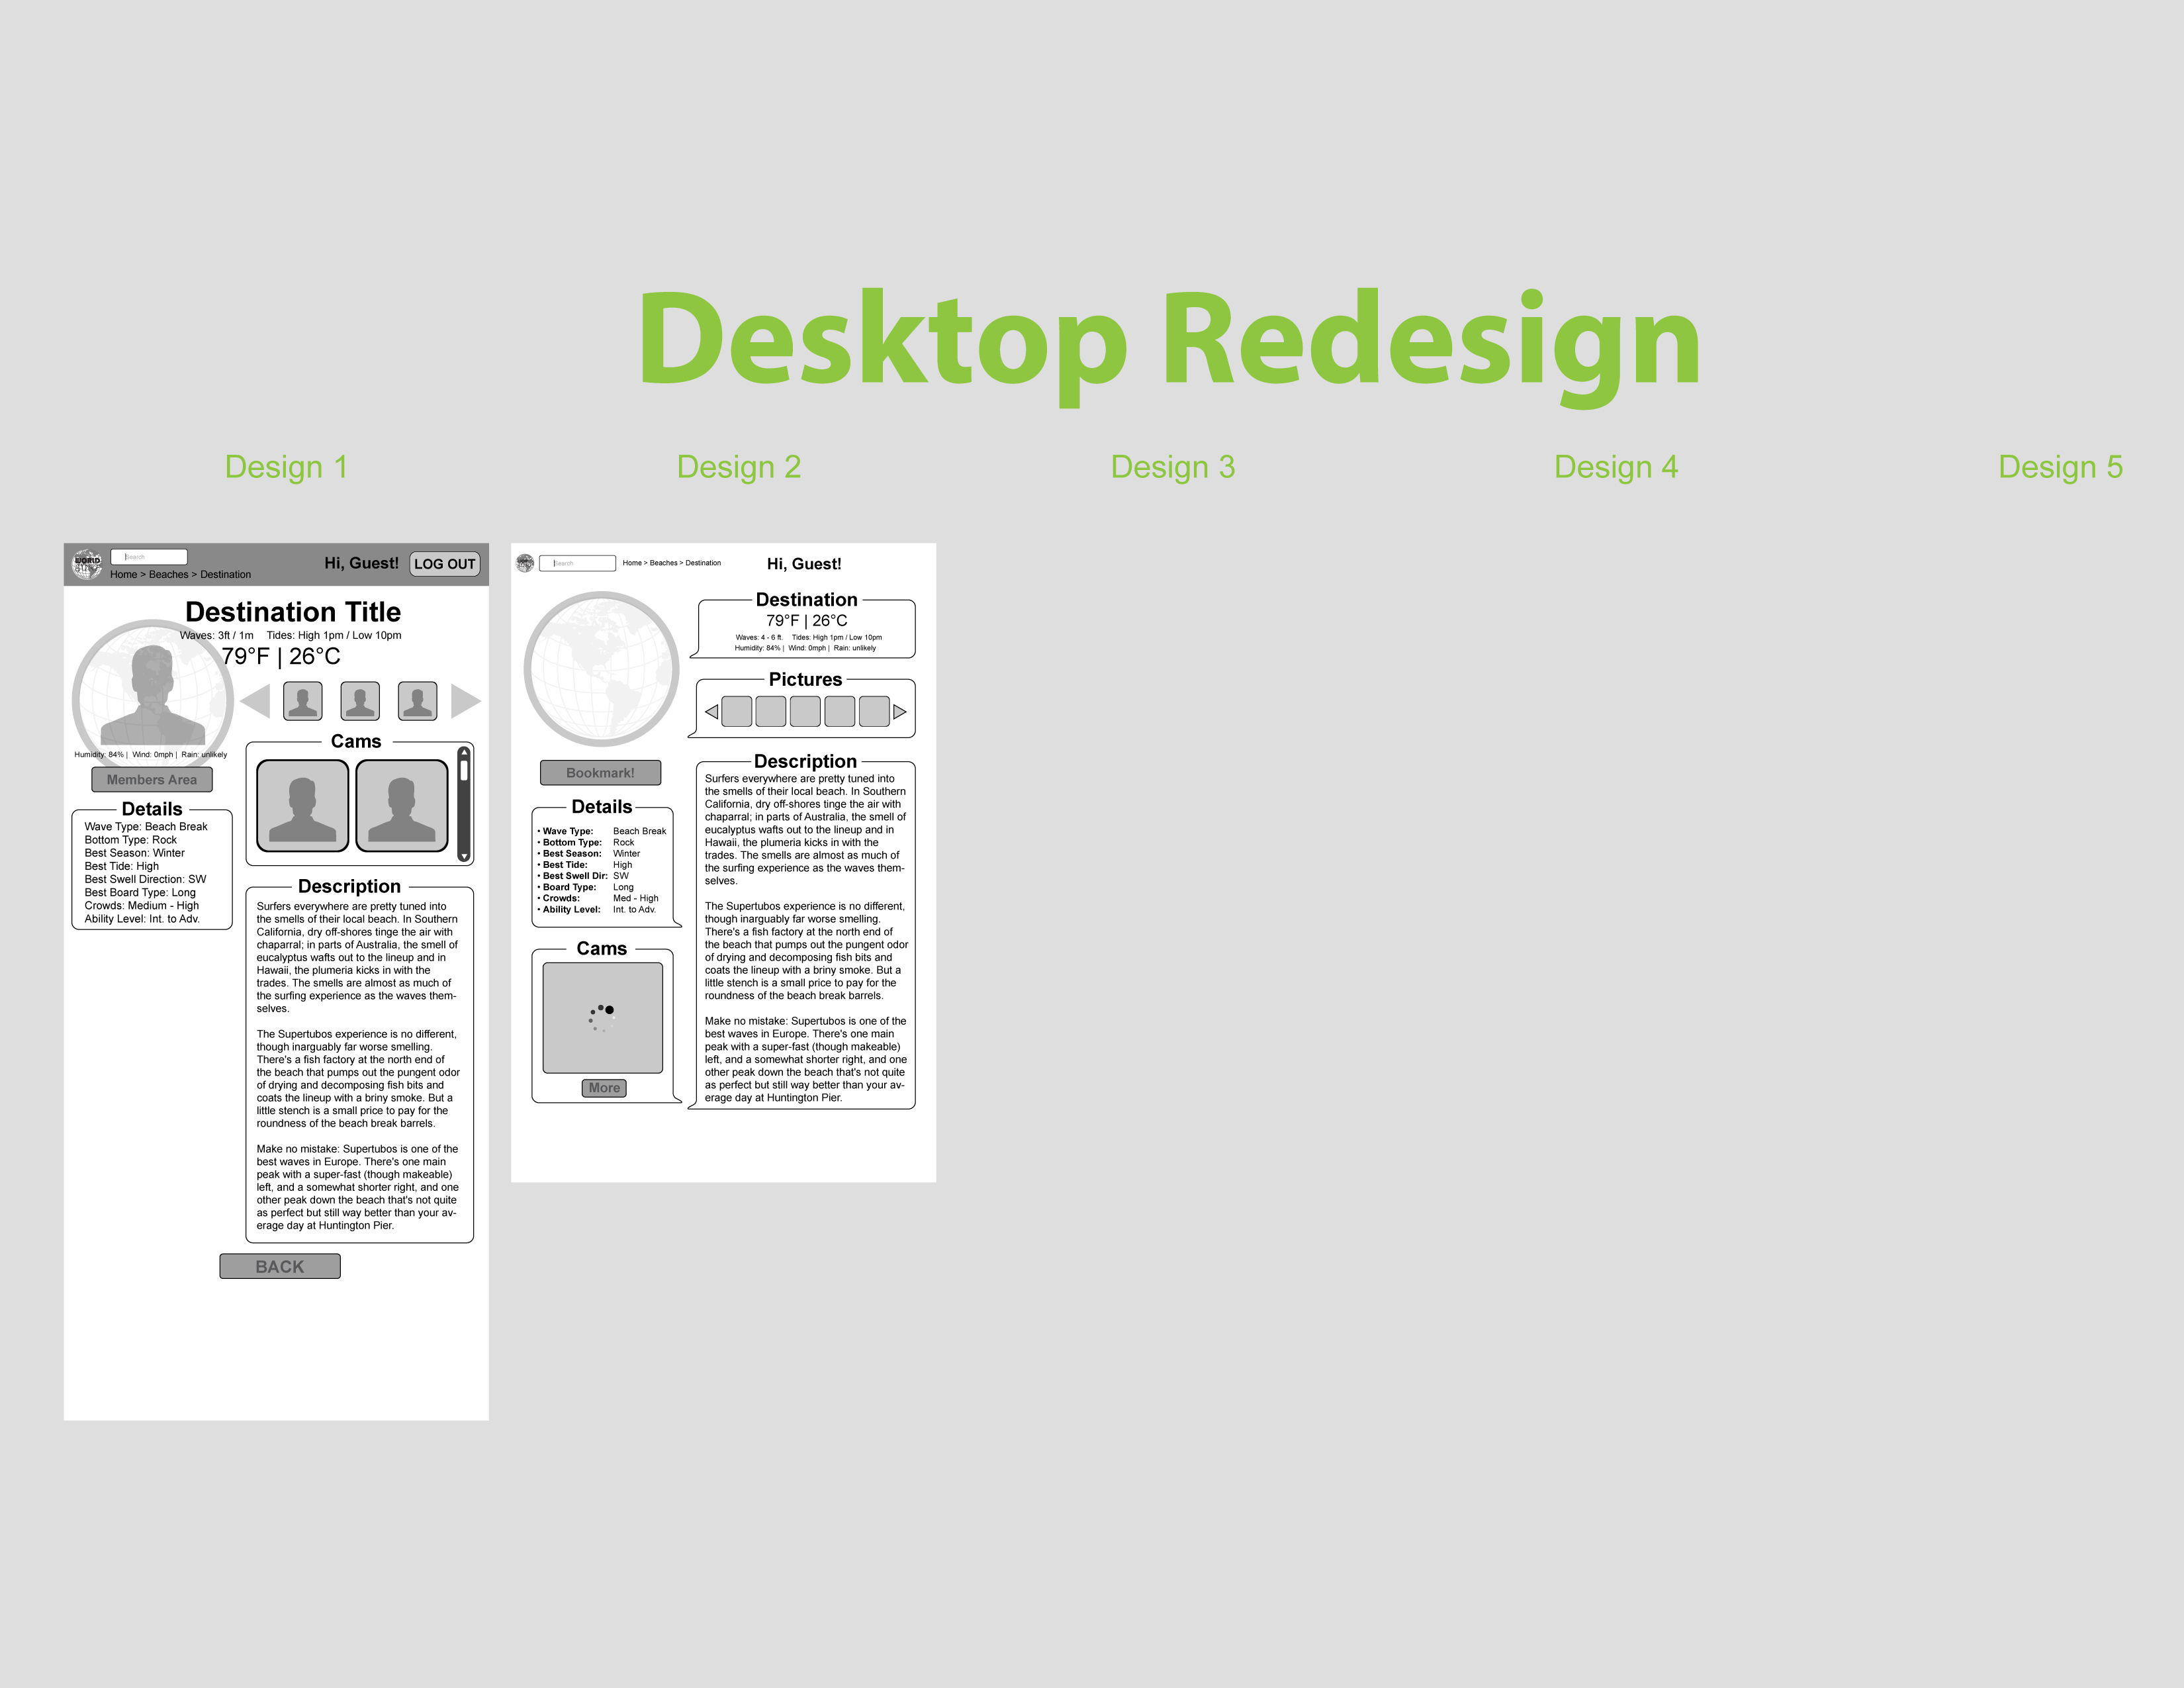 Desktop Redesign
Design 1
Design 2
Design 3
Design 4
Design 5
WORLD
Search
Home > Beaches > Destination
Hi, Guest!
LOG OUT
Destination Title
Waves: 3ft / 1m Tides: High 1pm / Low 10pm
79°F | 26°C
Humidity: 84% | Wind: 0mph | Rain: unlikely
Members Area
Details
Wave Type: Beach Break
Bottom Type: Rock
Best Season: Winter
Best Tide: High
Best Swell Direction: SW
Best Board Type: Long
Crowds: Medium - High
Ability Level: Int. to Adv.
Cams
Description
Surfers everywhere are pretty tuned into
the smells of their local beach. In Southern
California, dry off-shores tinge the air with
chaparral; in parts of Australia, the smell of
eucalyptus wafts out to the lineup and in
Hawaii, the plumeria kicks in with the
trades. The smells are almost as much of
the surfing experience as the waves them-
selves.
The Supertubos experience is no different,
though inarguably far worse smelling.
There's a fish factory at the north end of
the beach that pumps out the pungent odor
of drying and decomposing fish bits and
coats the lineup with a briny smoke. But a
little stench is a small price to pay for the
roundness of the beach break barrels.
Make no mistake: Supertubos is one of the
best waves in Europe. There's one main
peak with a super-fast (though makeable)
left, and a somewhat shorter right, and one
other peak down the beach that's not quite
as perfect but still way better than your av-
erage day at Huntington Pier.
BACK
Search
Home > Beaches > Destination
Hi, Guest!
Destination
79°F | 26°C
Waves: 4 - 6 ft. Tides: High 1pm / Low 10pm
Humidity: 84% | Wind: 0mph | Rain: unlikely
Pictures
Bookmark!
Details
• Wave Type: Beach Break
• Bottom Type: Rock
• Best Season: Winter
• Best Tide: High
• Best Swell Dir: SW
• Board Type: Long
• Crowds: Med - High
• Ability Level: Int. to Adv.
Cams
More
Description
Surfers everywhere are pretty tuned into
the smells of their local beach. In Southern
California, dry off-shores tinge the air with
chaparral; in parts of Australia, the smell of
eucalyptus wafts out to the lineup and in
Hawaii, the plumeria kicks in with the
trades. The smells are almost as much of
the surfing experience as the waves them-
selves.
The Supertubos experience is no different,
though inarguably far worse smelling.
There's a fish factory at the north end of
the beach that pumps out the pungent odor
of drying and decomposing fish bits and
coats the lineup with a briny smoke. But a
little stench is a small price to pay for the
roundness of the beach break barrels.
Make no mistake: Supertubos is one of the
best waves in Europe. There's one main
peak with a super-fast (though makeable)
left, and a somewhat shorter right, and one
other peak down the beach that's not quite
as perfect but still way better than your av-
erage day at Huntington Pier.